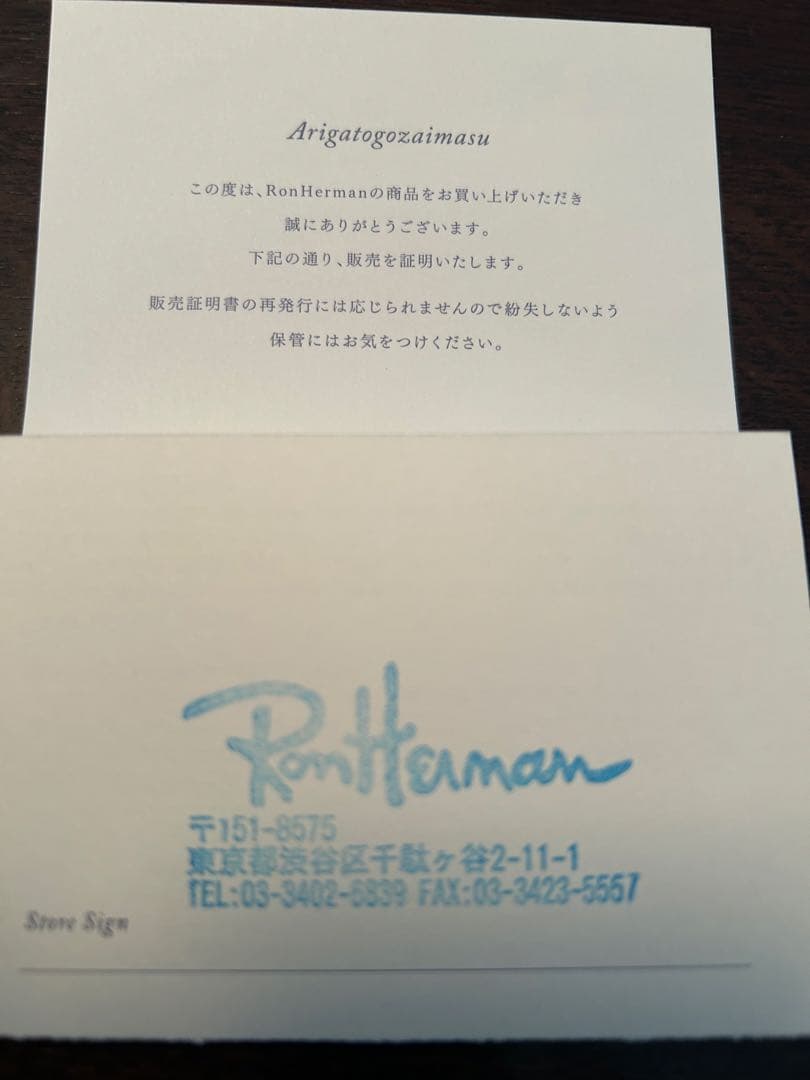 Arigatogozaimasu
この度は、RonHermanの商品をお買い上げいただき
誠にありがとうございます。
下記の通り、販売を証明いたします。
販売証明書の再発行には応じられませんので紛失しないよう
保管にはお気をつけください。
RonHerman
〒151-8575
東京都渋谷区千駄ヶ谷2-11-1
TEL:03-3402-6839 FAX:03-3423-5557
Store Sign